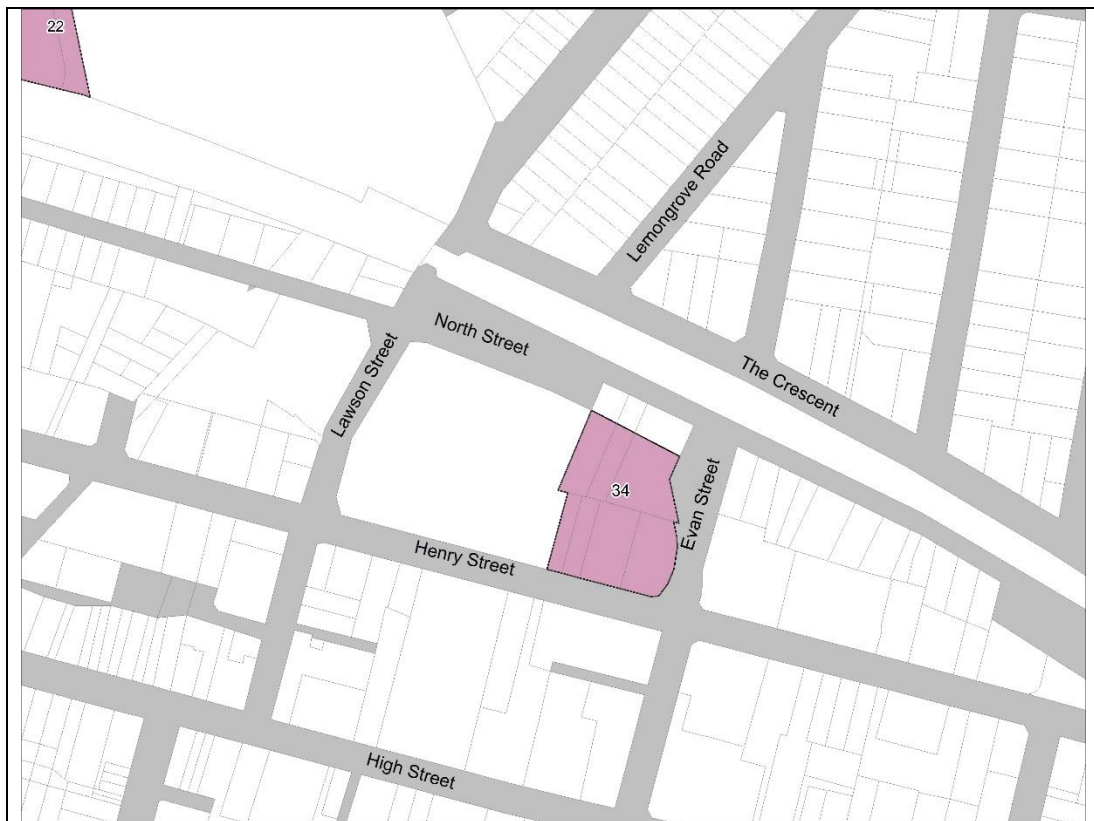 22
Lemongrove Road
North Street
The Crescent
Lawson Street
34
Evan Street
Henry Street
High Street